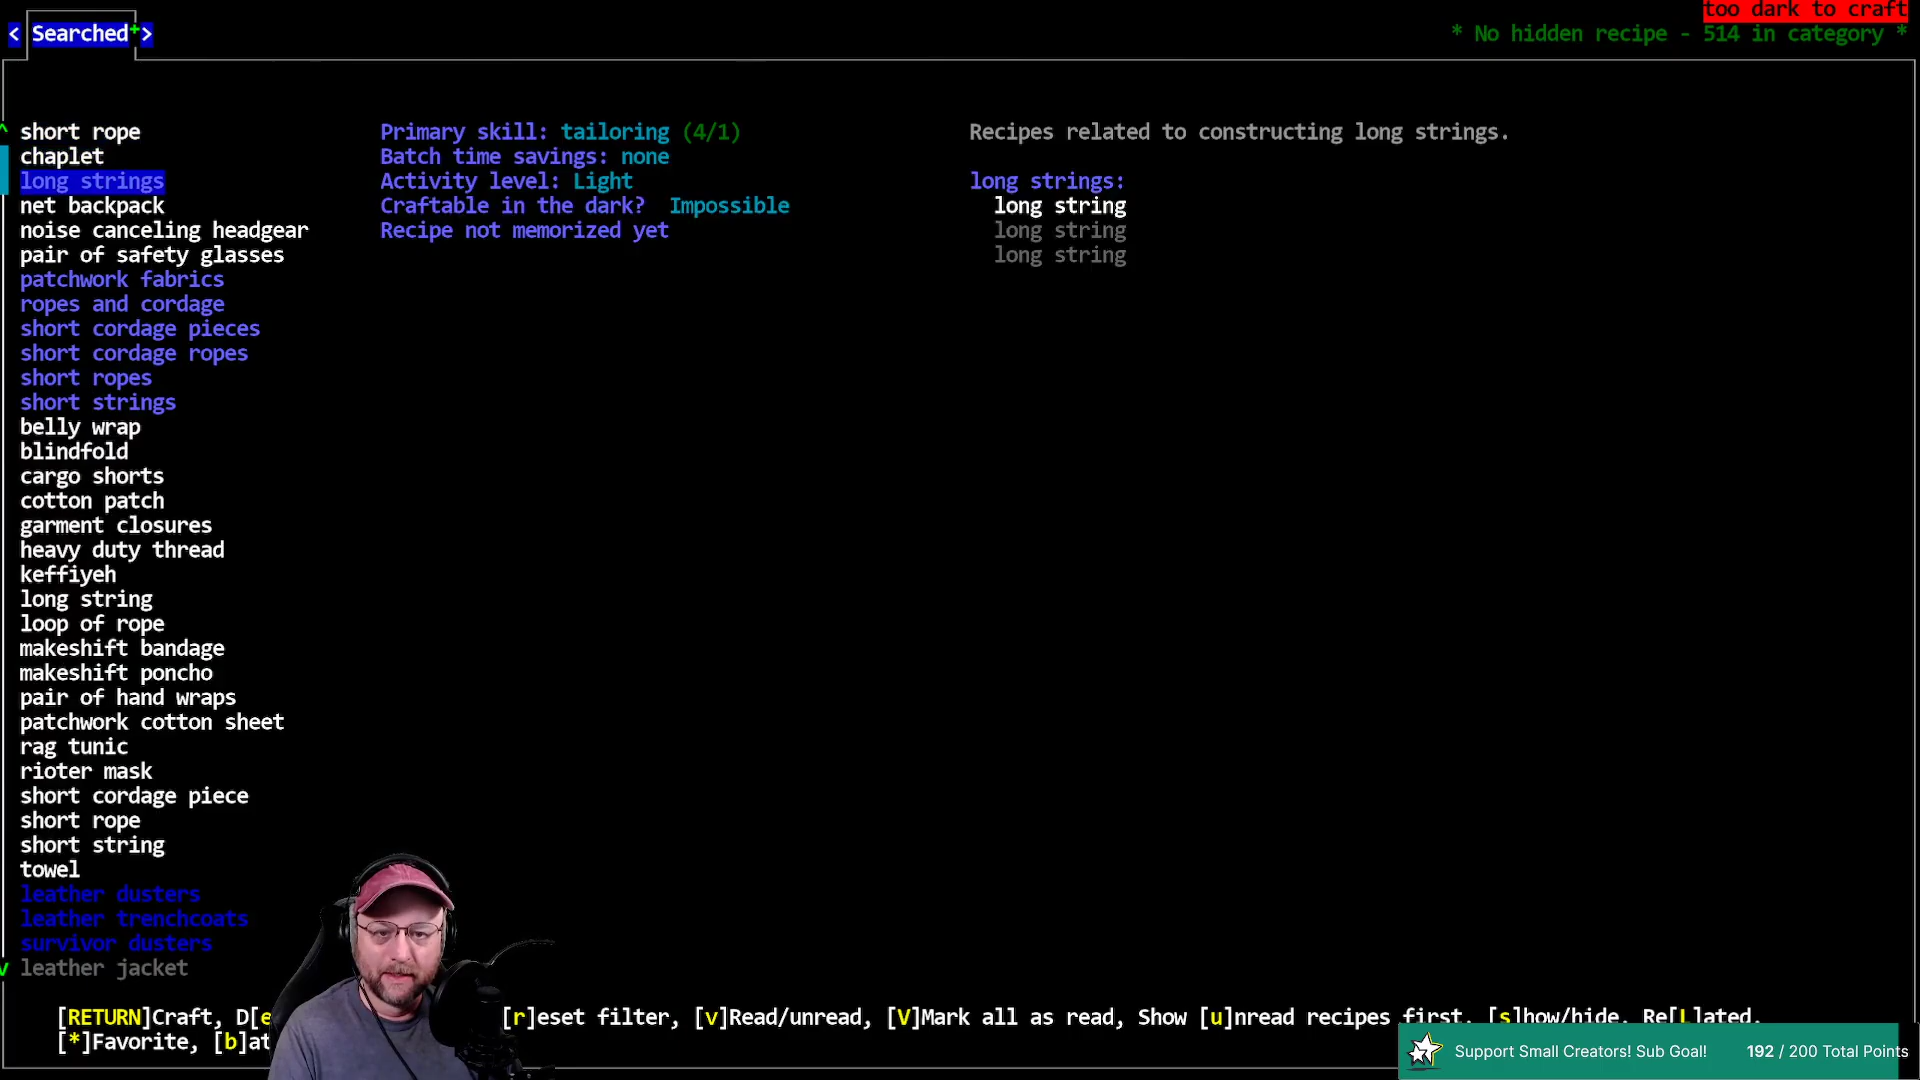 too dark to craft
< Searched+>
* No hidden recipe - 514 in category *
^ short rope
chaplet
long strings
net backpack
noise canceling headgear
pair of safety glasses
patchwork fabrics
ropes and cordage
short cordage pieces
short cordage ropes
short ropes
short strings
belly wrap
blindfold
cargo shorts
cotton patch
garment closures
heavy duty thread
keffiyeh
long string
loop of rope
makeshift bandage
makeshift poncho
pair of hand wraps
patchwork cotton sheet
rag tunic
rioter mask
short cordage piece
short rope
short string
towel
leather dusters
leather trenchcoats
survivor dusters
v leather jacket
Primary skill: tailoring (4/1)
Batch time savings: none
Activity level: Light
Craftable in the dark? Impossible
Recipe not memorized yet
Recipes related to constructing long strings.
long strings:
long string
long string
long string
[RETURN]Craft, D[e [r]eset filter, [v]Read/unread, [V]Mark all as read, Show [u]nread recipes first, [s]how/hide, Re[L]ated,
[*]Favorite, [b]at
Support Small Creators! Sub Goal! 192 / 200 Total Points